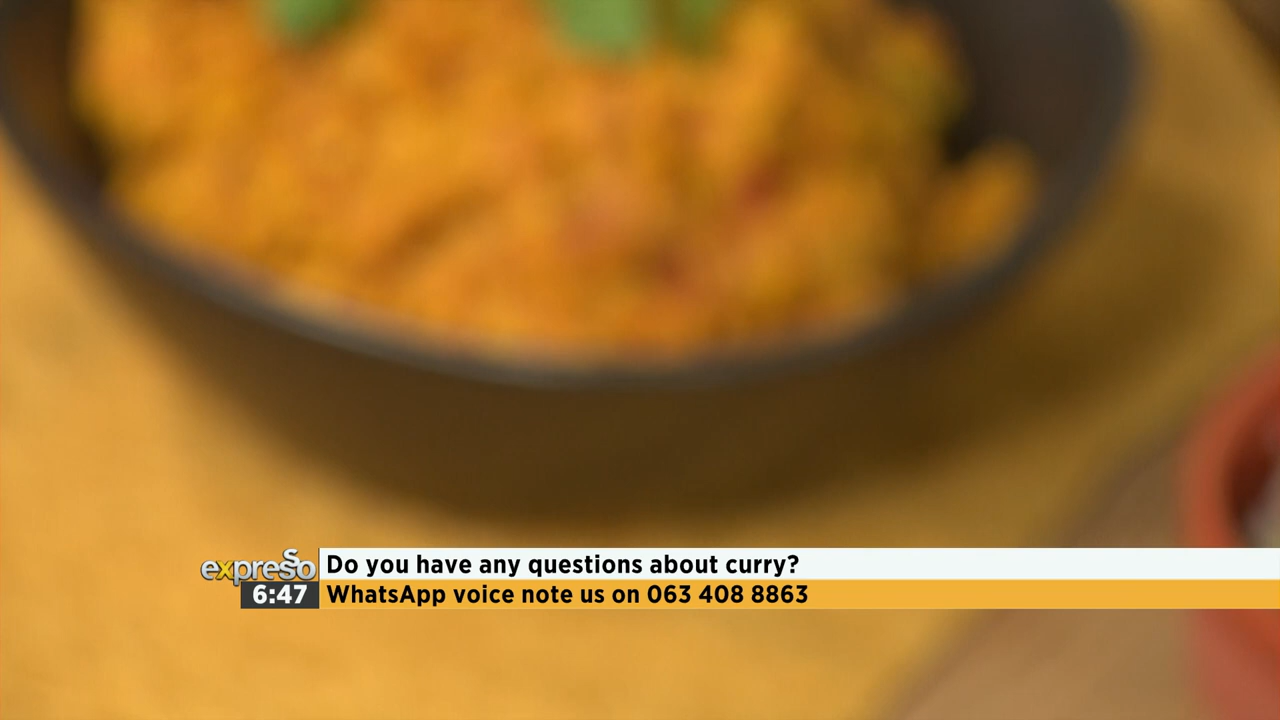 Do you have any questions about curry?
expresso
6:47 WhatsApp voice note us on 063 408 8863